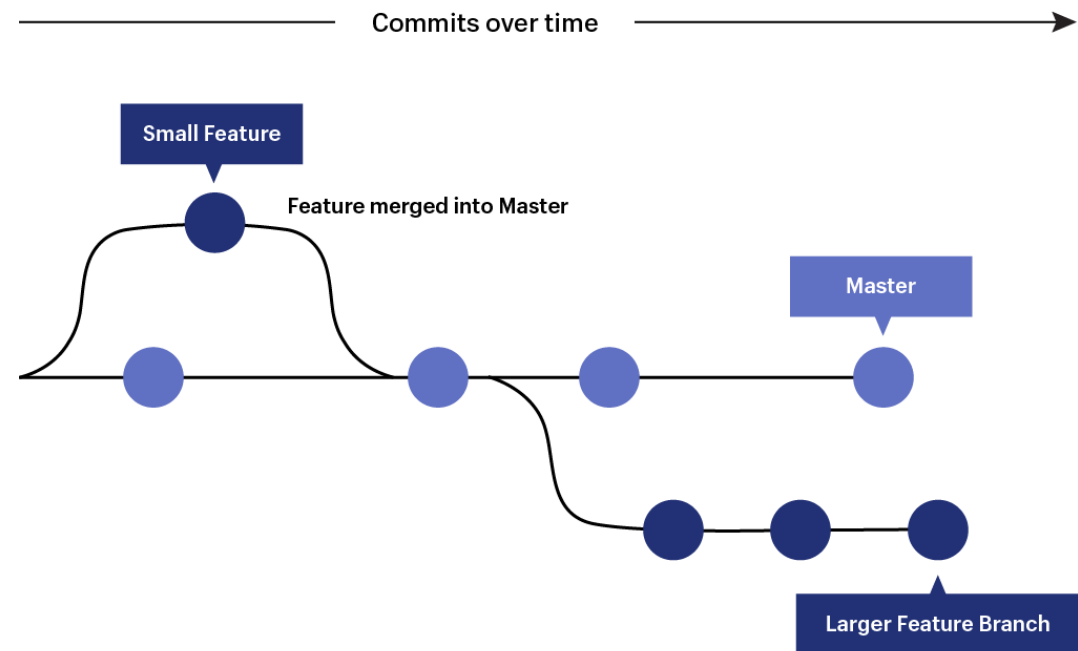 Commits over time
Small Feature
Feature merged into Master
Master
Larger Feature Branch